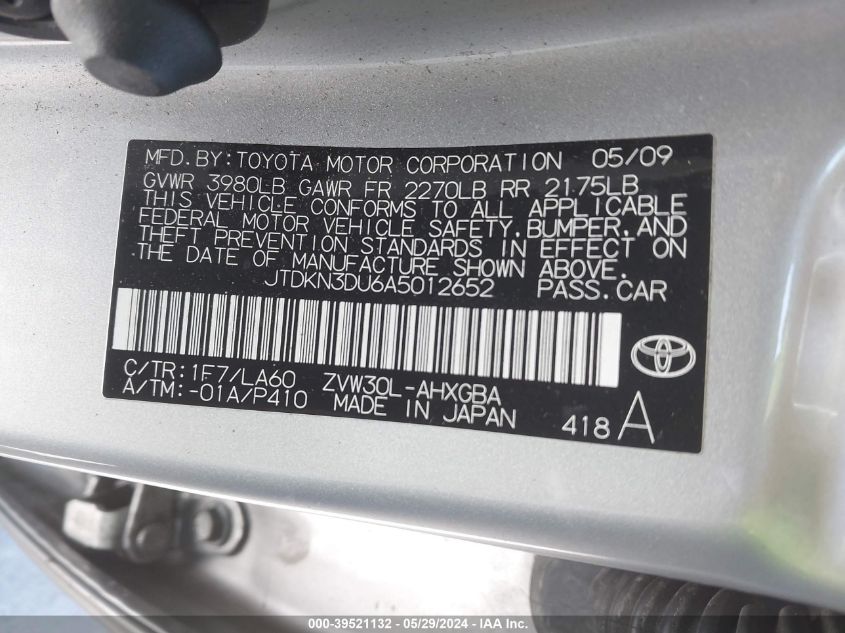 MFD. BY: TOYOTA MOTOR CORPORATION 05/09
GVWR 3980LB GAWR FR 2270LB RR 2175LB
THIS VEHICLE CONFORMS TO ALL APPLICABLE
FEDERAL MOTOR VEHICLE SAFETY, BUMPER, AND
THEFT PREVENTION STANDARDS IN EFFECT ON
THE DATE OF MANUFACTURE SHOWN ABOVE.
JTDKN3DU6A5012652 PASS. CAR
C/TR: 1F7/LA60 ZVW30L-AHXGBA
A/TM: -01A/P410 MADE IN JAPAN 418 A
000-39521132 - 05/29/2024 - IAA Inc.